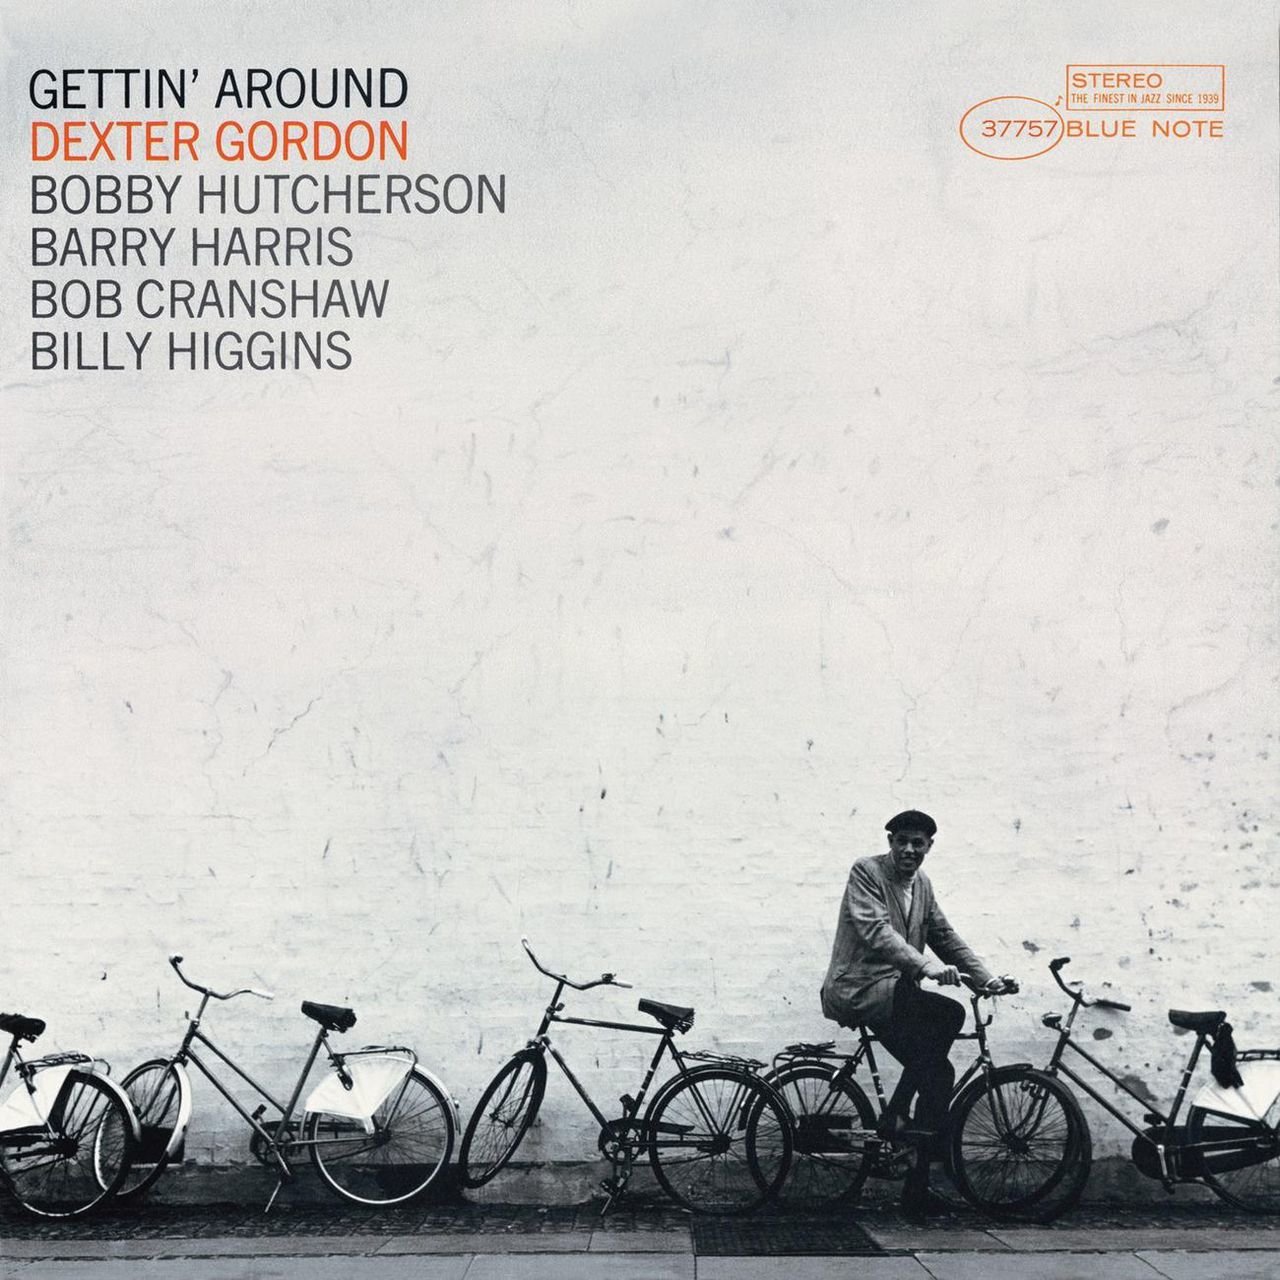 GETTIN' AROUND
DEXTER GORDON
BOBBY HUTCHERSON
BARRY HARRIS
BOB CRANSHAW
BILLY HIGGINS
STEREO
THE FINEST IN JAZZ SINCE 1939
37757 BLUE NOTE